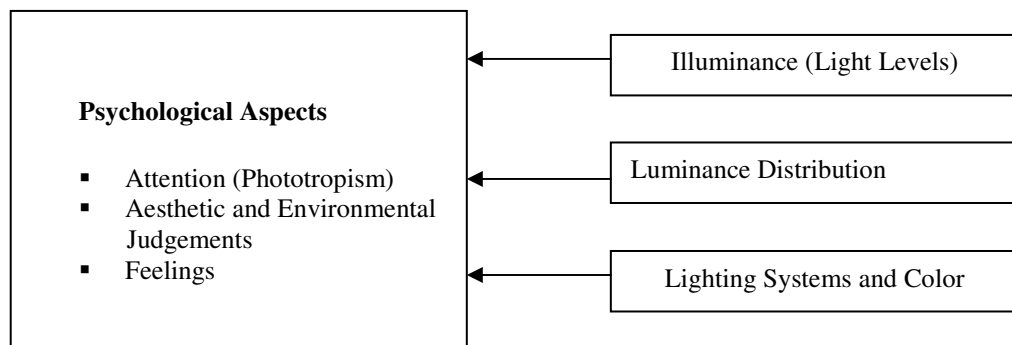 Psychological Aspects
▪ Attention (Phototropism)
▪ Aesthetic and Environmental
Judgements
▪ Feelings
Illuminance (Light Levels)
Luminance Distribution
Lighting Systems and Color